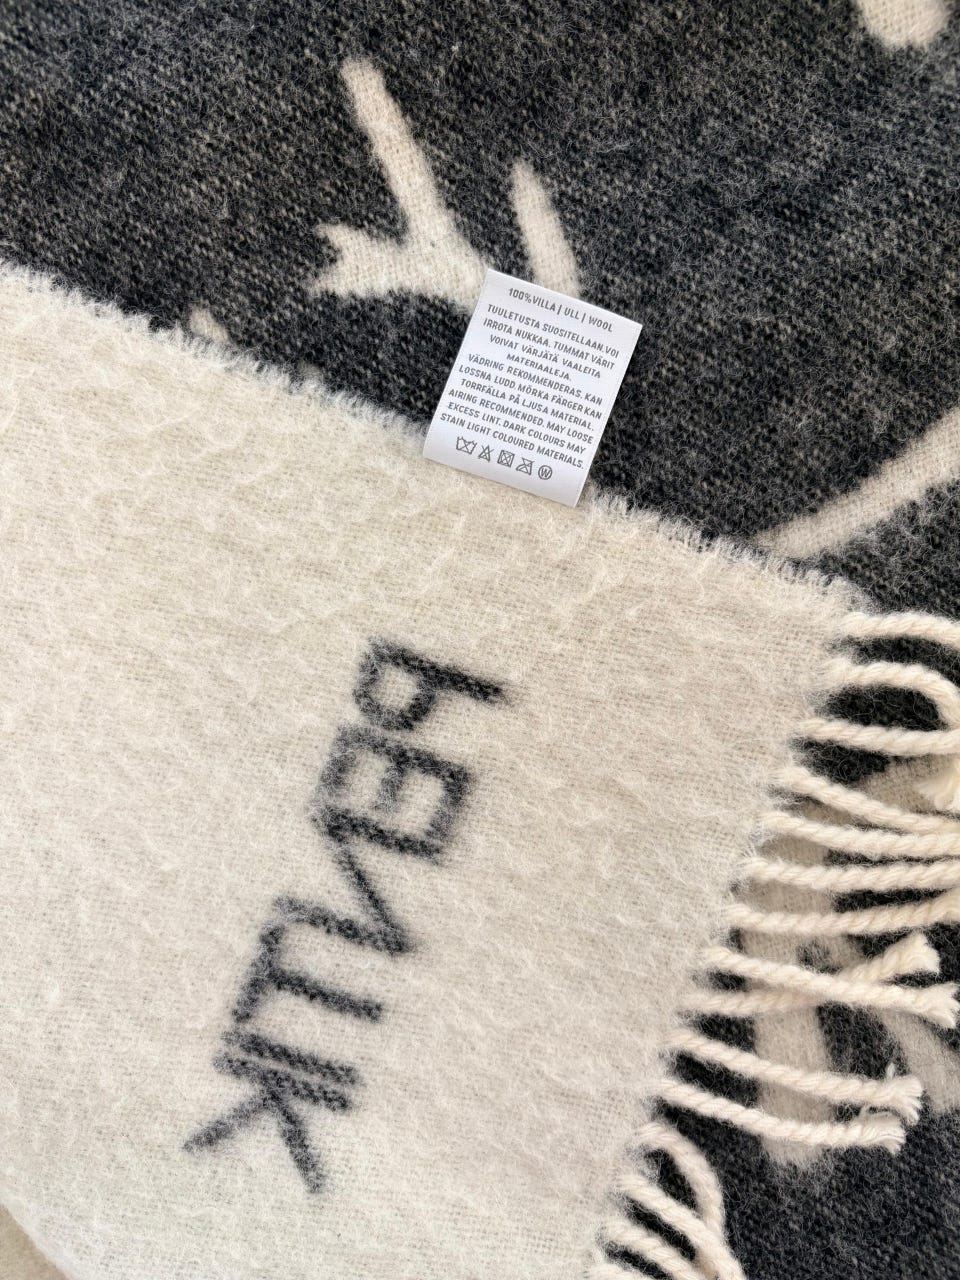 100% VILLA | ULL | WOOL
TUULETUSTA SUOSITELLAAN. VOI
IRROTA NUKKAA. TUMMAT VÄRIT
VOIVAT VÄRJÄTÄ VAALEITA
MATERIAALEJA.
VÄDRING REKOMMENDERAS. KAN
LOSSNA LUDD. MÖRKA FÄRGER KAN
TORRFÄLLA PÅ LJUSA MATERIAL.
AIRING RECOMMENDED. MAY LOOSE
EXCESS LINT. DARK COLOURS MAY
STAIN LIGHT COLOURED MATERIALS.
W
PENTIK